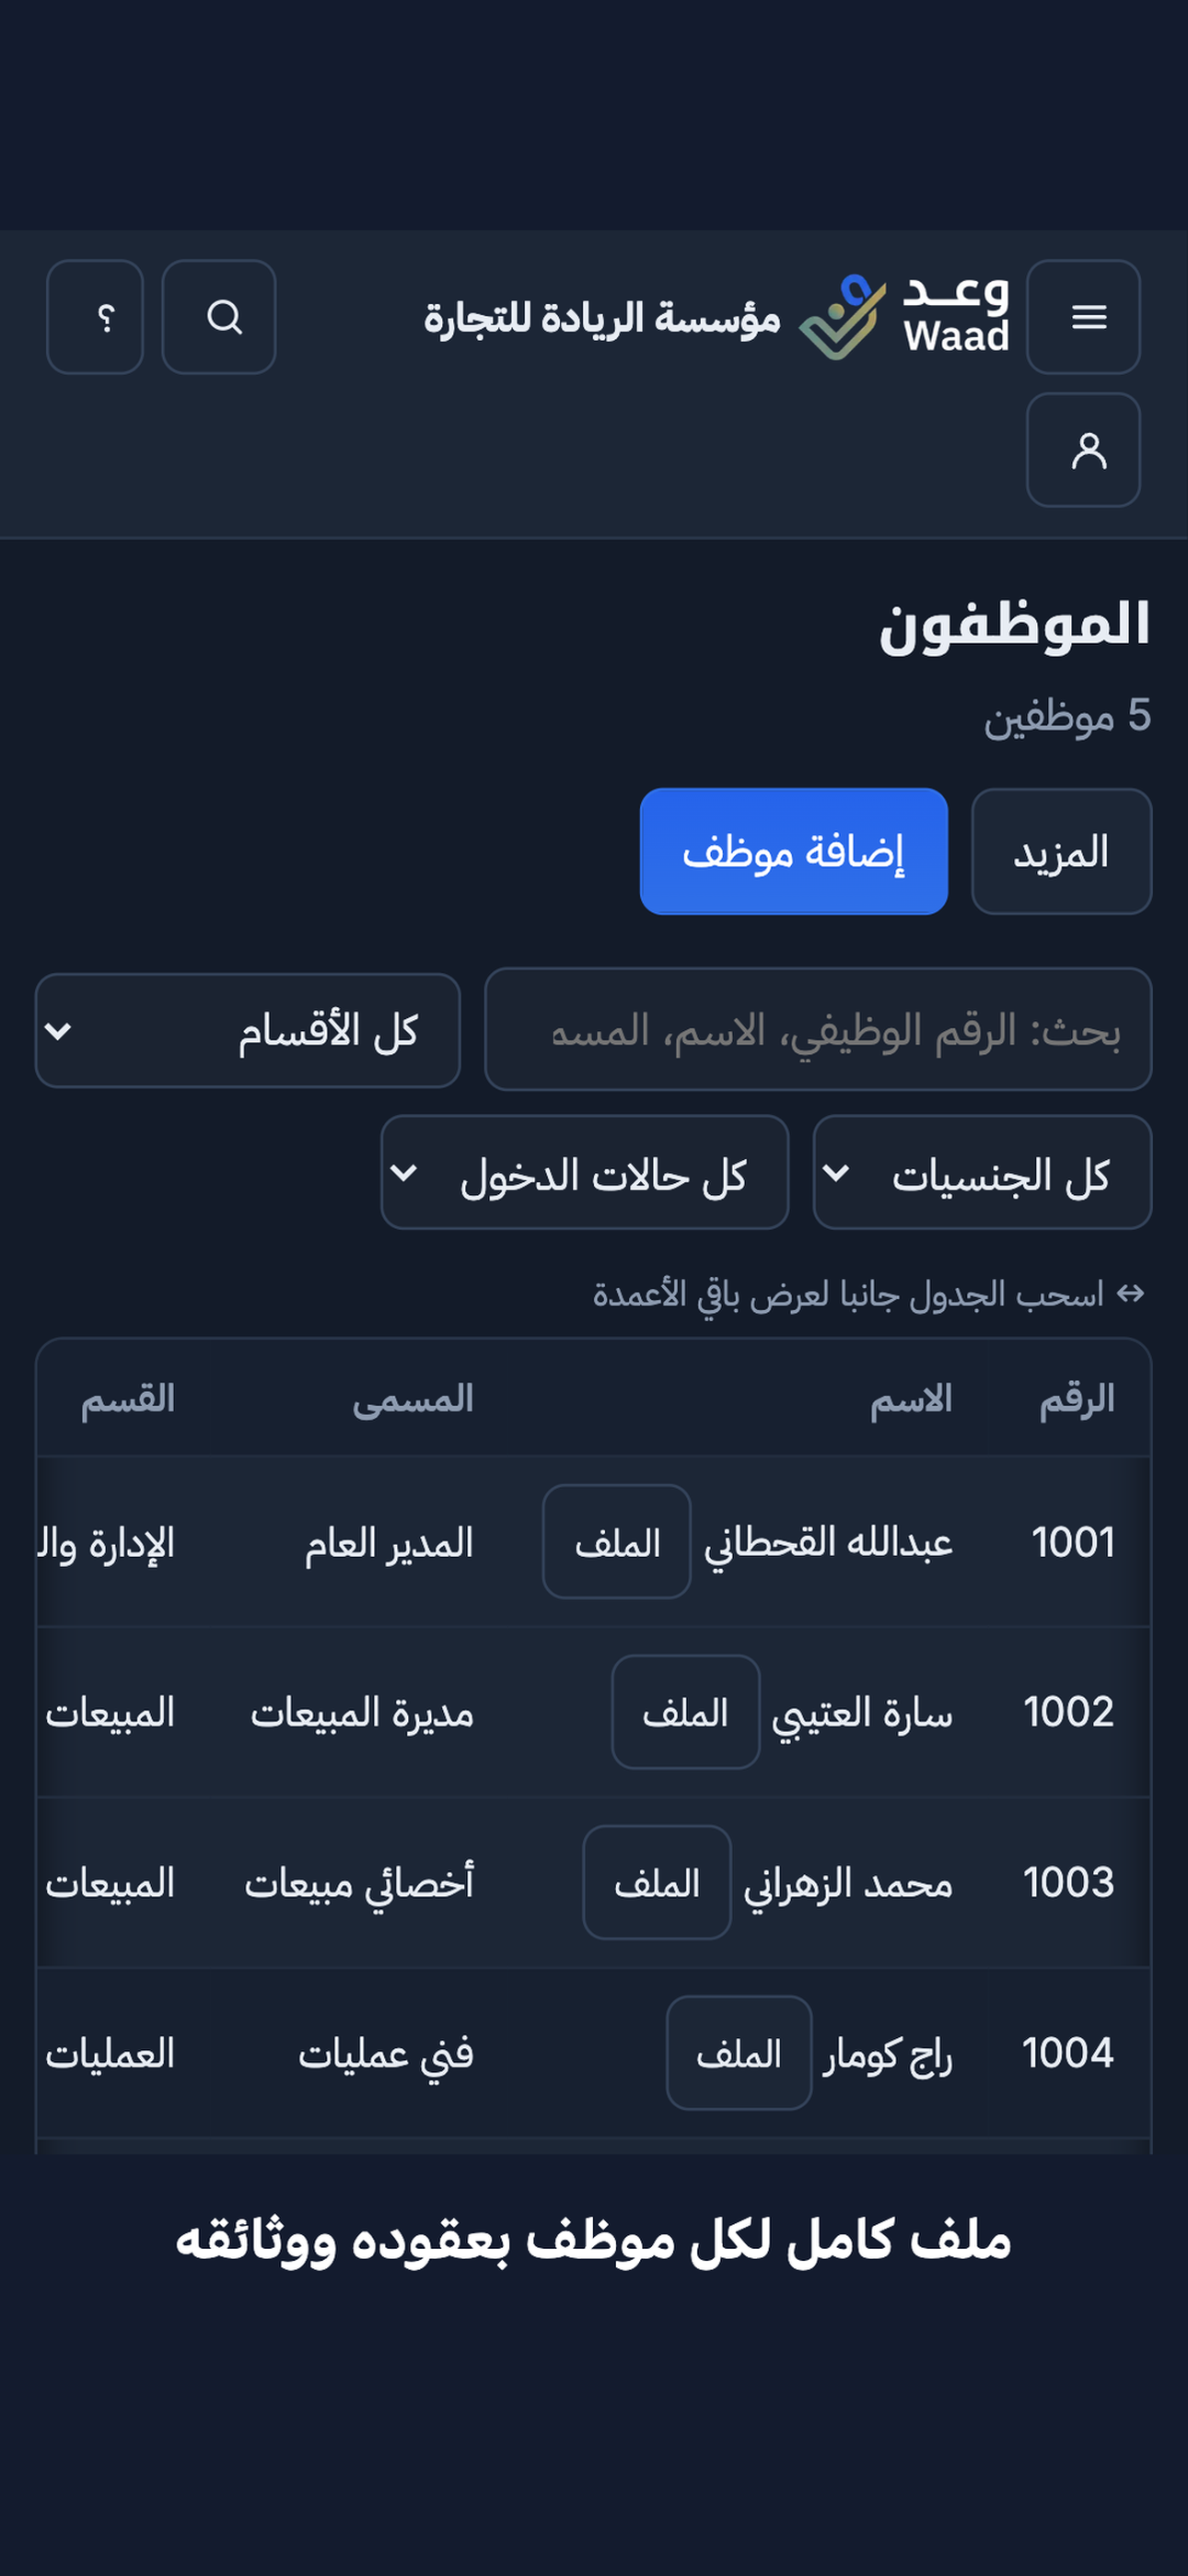 وعد
Waad
مؤسسة الريادة للتجارة
؟
الموظفون
5 موظفين
المزيد
إضافة موظف
بحث: الرقم الوظيفي، الاسم، المسم
كل الأقسام
كل الجنسيات
كل حالات الدخول
↔ اسحب الجدول جانبا لعرض باقي الأعمدة
الرقم الاسم المسمى القسم
1001 عبدالله القحطاني الملف المدير العام الإدارة وال
1002 سارة العتيبي الملف مديرة المبيعات المبيعات
1003 محمد الزهراني الملف أخصائي مبيعات المبيعات
1004 راج كومار الملف فني عمليات العمليات
ملف كامل لكل موظف بعقوده ووثائقه